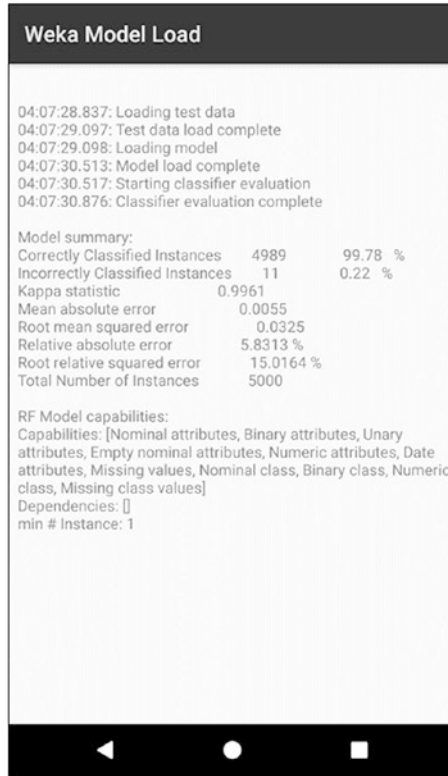 Weka Model Load
04:07:28.837: Loading test data
04:07:29.097: Test data load complete
04:07:29.098: Loading model
04:07:30.513: Model load complete
04:07:30.517: Starting classifier evaluation
04:07:30.876: Classifier evaluation complete
Model summary:
Correctly Classified Instances 4989 99.78 %
Incorrectly Classified Instances 11 0.22 %
Kappa statistic 0.9961
Mean absolute error 0.0055
Root mean squared error 0.0325
Relative absolute error 5.8313 %
Root relative squared error 15.0164 %
Total Number of Instances 5000
RF Model capabilities:
Capabilities: [Nominal attributes, Binary attributes, Unary
attributes, Empty nominal attributes, Numeric attributes, Date
attributes, Missing values, Nominal class, Binary class, Numeric
class, Missing class values]
Dependencies: []
min # Instance: 1